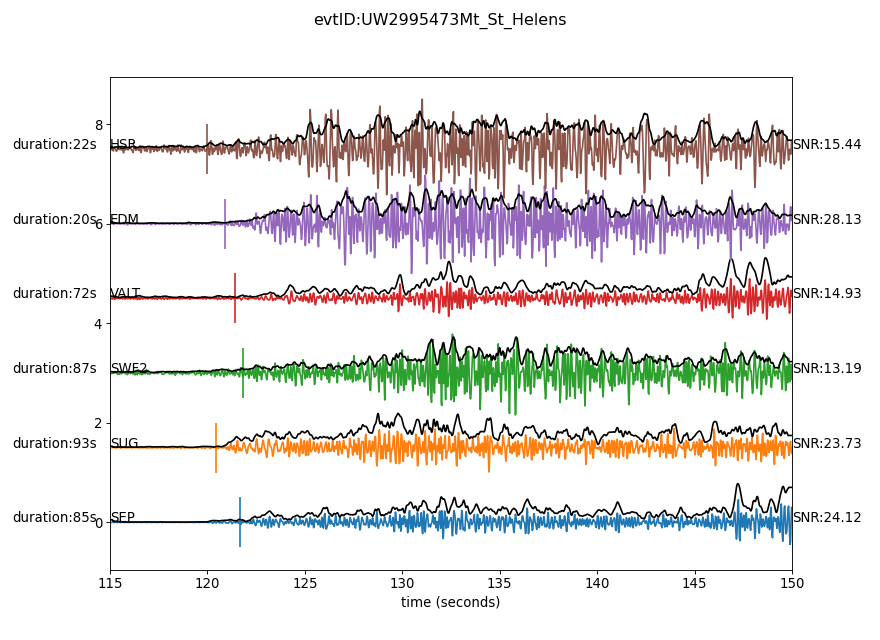 evtID:UW2995473Mt_St_Helens
8
duration:22s HSR SNR:15.44
duration:20s EDM SNR:28.13
6
duration:72s VALT SNR:14.93
4
duration:87s SWF2 SNR:13.19
2
duration:93s SUG SNR:23.73
duration:85s SEP SNR:24.12
0
115 120 125 130 135 140 145 150
time (seconds)